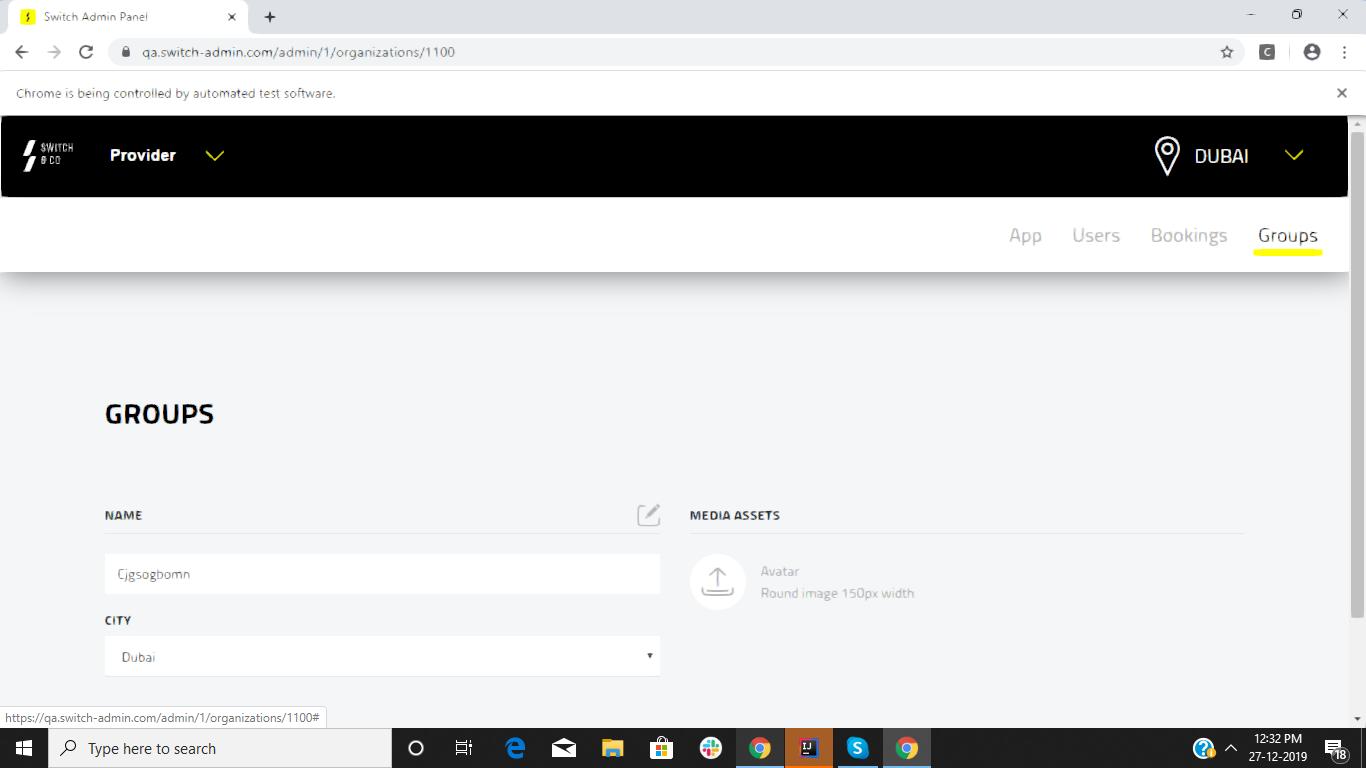 Switch Admin Panel
qa.switch-admin.com/admin/1/organizations/1100
C
Chrome is being controlled by automated test software.
SWITCH
& CO
Provider
DUBAI
App Users Bookings Groups
GROUPS
NAME
MEDIA ASSETS
Cjgsogbomn
Avatar
Round image 150px width
CITY
Dubai
https://qa.switch-admin.com/admin/1/organizations/1100#
Type here to search
IJ
S
12:32 PM
27-12-2019
18